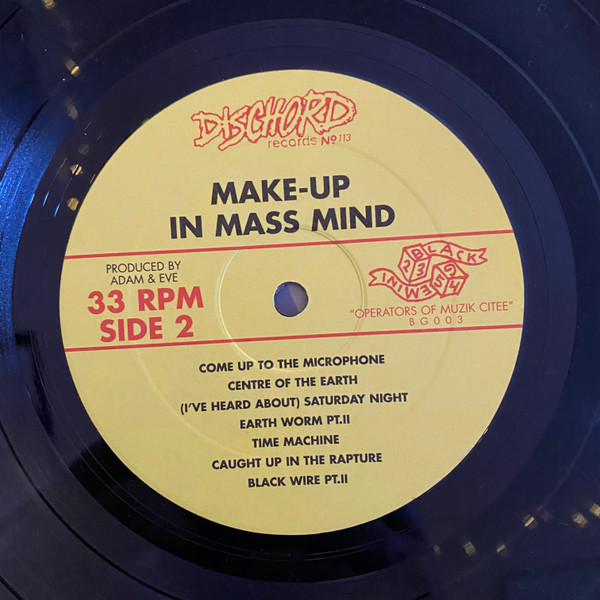 DISCHORD
records Nº113
MAKE-UP
IN MASS MIND
PRODUCED BY
ADAM & EVE
33 RPM
SIDE 2
BLACK
GEMINI
"OPERATORS OF MUZIK CITEE"
BG003
COME UP TO THE MICROPHONE
CENTRE OF THE EARTH
(I'VE HEARD ABOUT) SATURDAY NIGHT
EARTH WORM PT.II
TIME MACHINE
CAUGHT UP IN THE RAPTURE
BLACK WIRE PT.II